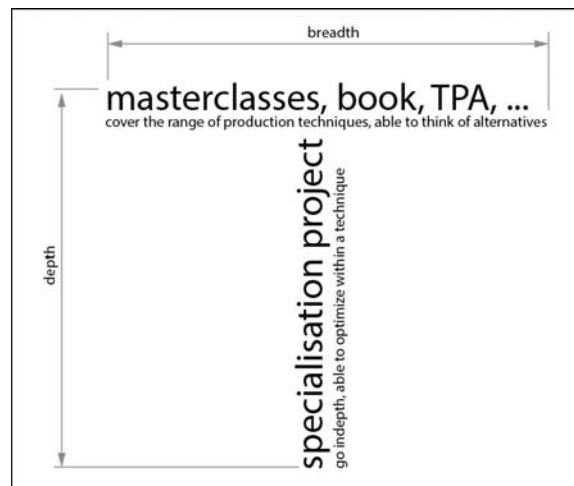 breadth
masterclasses, book, TPA, ...
cover the range of production techniques, able to think of alternatives
depth
specialisation project
go indepth, able to optimize within a technique